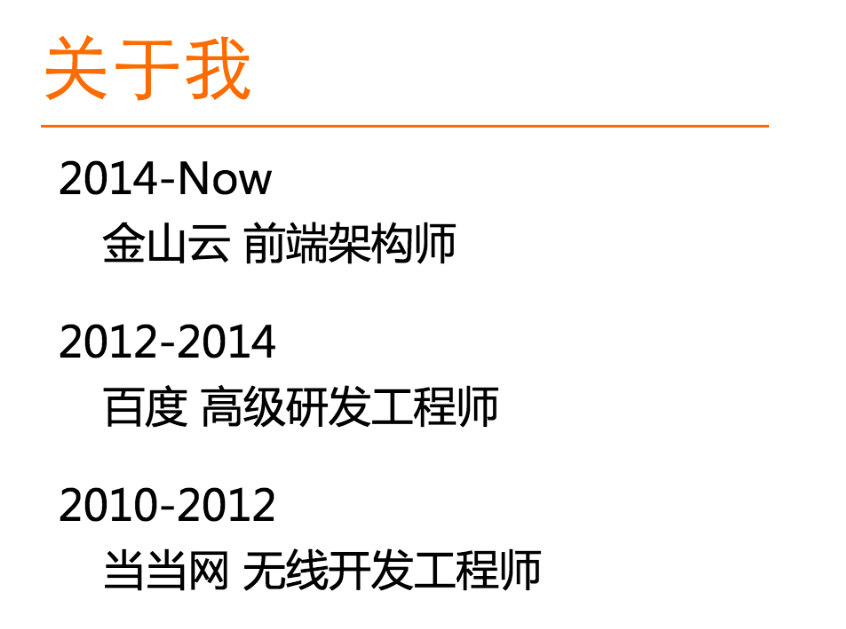 关于我
2014-Now
金山云 前端架构师
2012-2014
百度 高级研发工程师
2010-2012
当当网 无线开发工程师